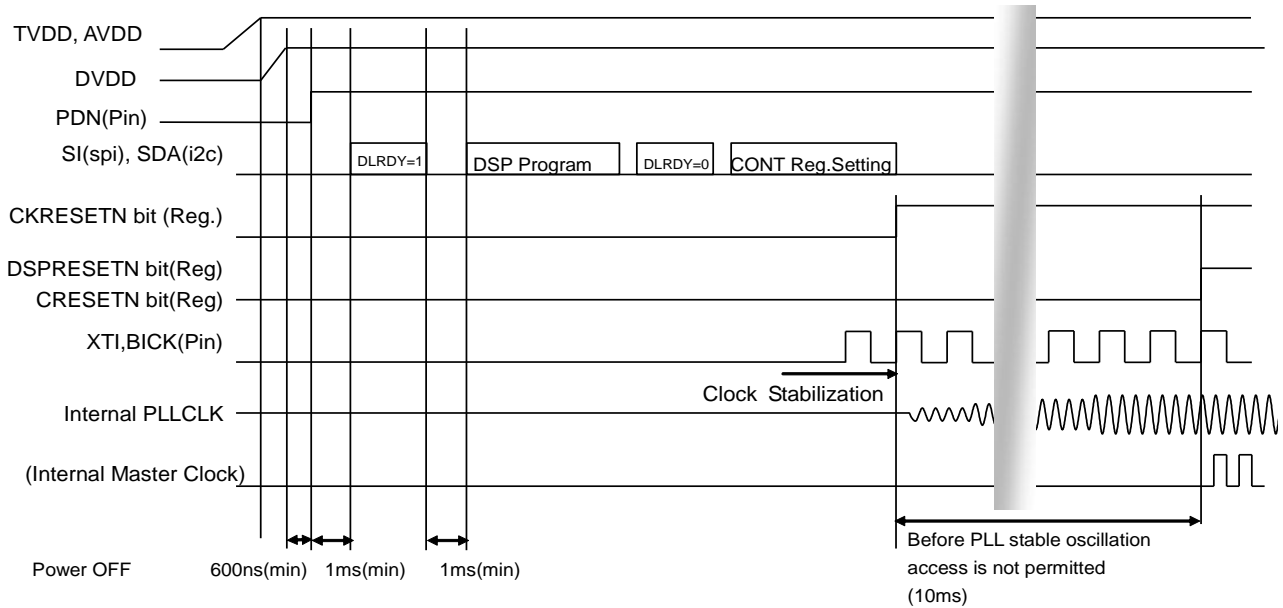 TVDD, AVDD
DVDD
PDN(Pin)
SI(spi), SDA(i2c)
DLRDY=1
DSP Program
DLRDY=0
CONT Reg.Setting
CKRESETN bit (Reg.)
DSPRESETN bit(Reg)
CRESETN bit(Reg)
XTI,BICK(Pin)
Clock Stabilization
Internal PLLCLK
(Internal Master Clock)
Before PLL stable oscillation
access is not permitted
(10ms)
Power OFF
600ns(min)
1ms(min)
1ms(min)